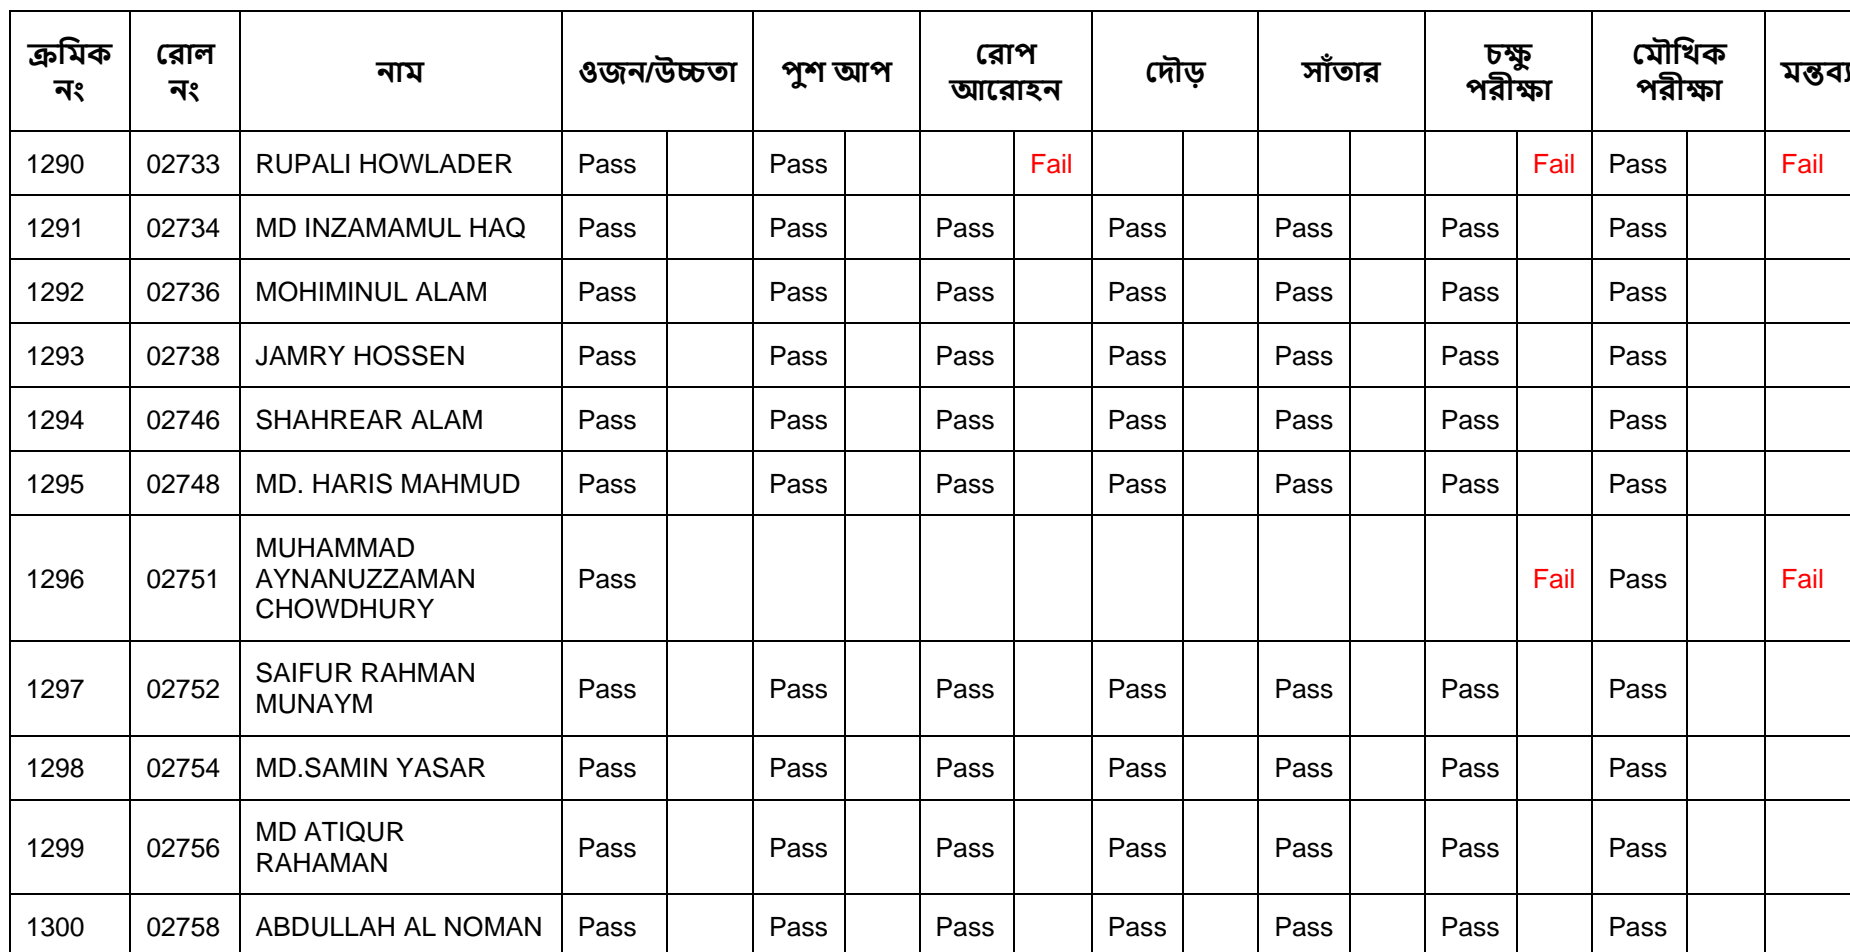 ক্রমিক নং রোল নং নাম ওজন/উচ্চতা পুশ আপ রোপ আরোহন দৌড় সাঁতার চক্ষু পরীক্ষা মৌখিক পরীক্ষা মন্তব্য
1290 02733 RUPALI HOWLADER Pass Pass Fail Fail Pass Fail
1291 02734 MD INZAMAMUL HAQ Pass Pass Pass Pass Pass Pass Pass
1292 02736 MOHIMINUL ALAM Pass Pass Pass Pass Pass Pass Pass
1293 02738 JAMRY HOSSEN Pass Pass Pass Pass Pass Pass Pass
1294 02746 SHAHREAR ALAM Pass Pass Pass Pass Pass Pass Pass
1295 02748 MD. HARIS MAHMUD Pass Pass Pass Pass Pass Pass Pass
1296 02751 MUHAMMAD AYNANUZZAMAN CHOWDHURY Pass Fail Pass Fail
1297 02752 SAIFUR RAHMAN MUNAYM Pass Pass Pass Pass Pass Pass Pass
1298 02754 MD.SAMIN YASAR Pass Pass Pass Pass Pass Pass Pass
1299 02756 MD ATIQUR RAHAMAN Pass Pass Pass Pass Pass Pass Pass
1300 02758 ABDULLAH AL NOMAN Pass Pass Pass Pass Pass Pass Pass